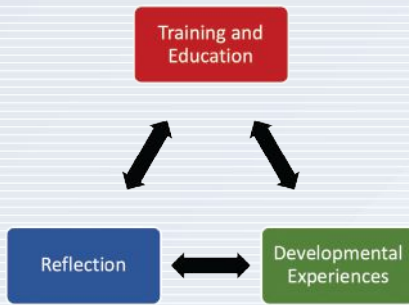 Training and
Education
Reflection
Developmental
Experiences